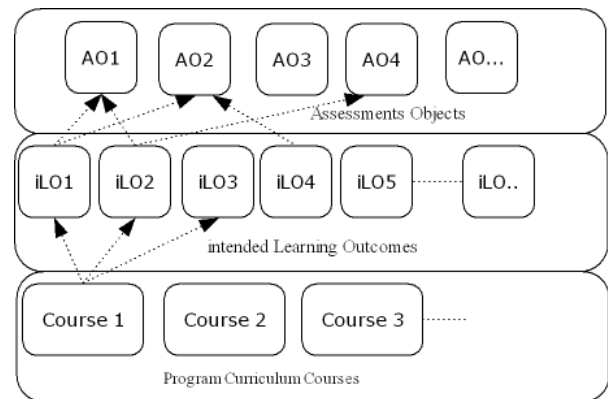 AO1 AO2 AO3 AO4 AO...
Assessments Objects
iLO1 iLO2 iLO3 iLO4 iLO5 iLO..
intended Learning Outcomes
Course 1 Course 2 Course 3
Program Curriculum Courses